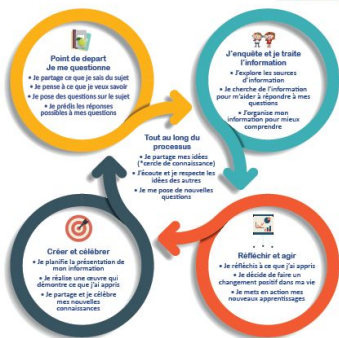 Point de depart
Je me questionne
• Je partage ce que je sais du sujet
• Je pense à ce que je veux savoir
• Je pose des questions sur le sujet
• Je prédis les réponses
possibles à mes questions
J'enquête et je traite
l'information
• J'explore les sources
d'information
• Je cherche de l'information
pour m'aider à répondre à mes
questions
• J'organise mon
information pour mieux
comprendre
Tout au long du
processus
• Je partage mes idées
(*cercle de connaissance)
• J'écoute et je respecte les
idées des autres
• Je me pose de nouvelles
questions
Créer et célébrer
• Je planifie la présentation de
mon information
• Je réalise une œuvre qui
démontre ce que j'ai appris
• Je partage et je célèbre
mes nouvelles
connaissances
Réfléchir et agir
• Je réfléchis à ce que j'ai appris
• Je décide de faire un
changement positif dans ma vie
• Je mets en action mes
nouveaux apprentissages